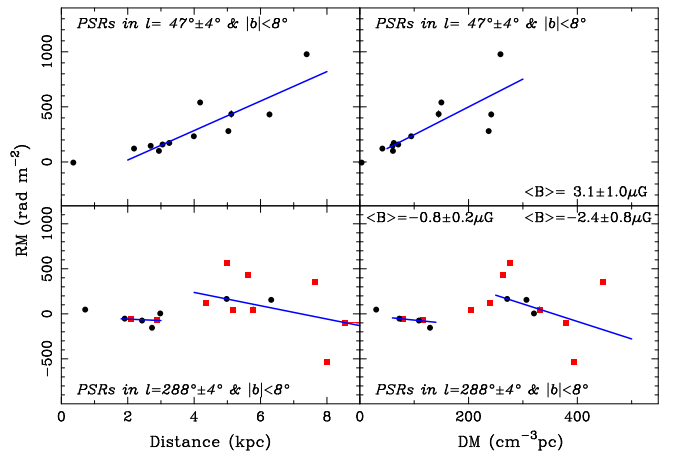 PSRs in l= 47°±4° & |b|<8°
PSRs in l= 47°±4° & |b|<8°
1000
500
0
<B>= 3.1±1.0μG
RM (rad m⁻²)
<B>=−0.8±0.2μG
<B>=−2.4±0.8μG
1000
500
0
−500
PSRs in l=288°±4° & |b|<8°
PSRs in l=288°±4° & |b|<8°
0 2 4 6 8 0 200 400
Distance (kpc)
DM (cm⁻³pc)